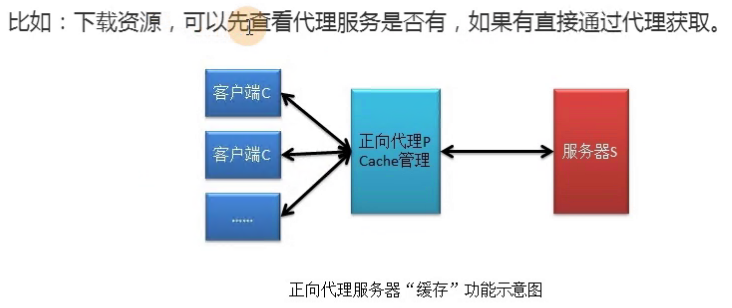 比如：下载资源，可以先查看代理服务是否有，如果有直接通过代理获取。
客户端C
客户端C
……
正向代理P
Cache管理
服务器S
正向代理服务器“缓存”功能示意图